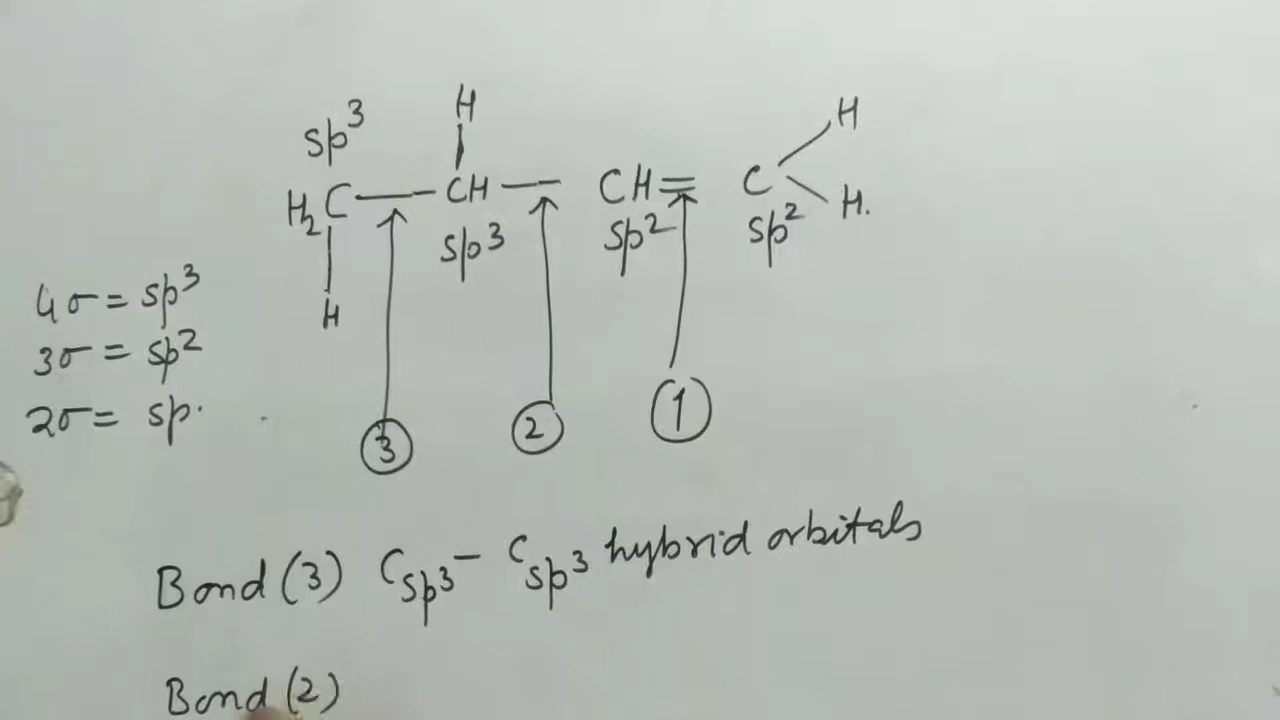 H
sp³
H
H₂C — CH — CH = C
sp³ sp² sp²
H.
H
4σ = sp³
3σ = sp²
2σ = sp.
3 2 1
Bond (3) Csp³ – Csp³ hybrid orbitals
Bond (2)